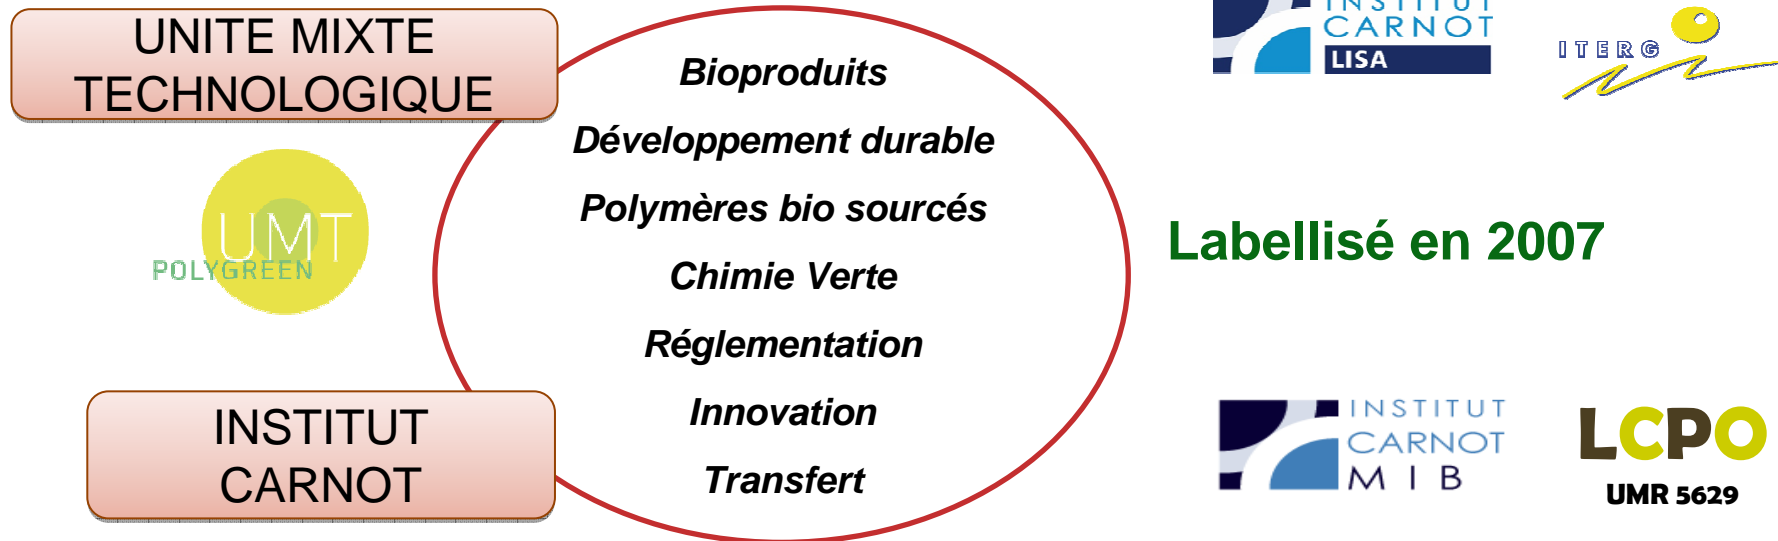 UNITE MIXTE
TECHNOLOGIQUE
UMT
POLYGREEN
INSTITUT
CARNOT
Bioproduits
Développement durable
Polymères bio sourcés
Chimie Verte
Réglementation
Innovation
Transfert
INSTITUT
CARNOT
LISA
ITERG
Labellisé en 2007
INSTITUT
CARNOT
MIB
LCPO
UMR 5629